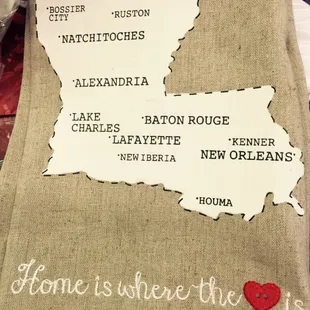 BOSSIER
CITY
RUSTON
NATCHITOCHES
ALEXANDRIA
LAKE
CHARLES
BATON ROUGE
LAFAYETTE
KENNER
NEW IBERIA
NEW ORLEANS
HOUMA
Home is where the is